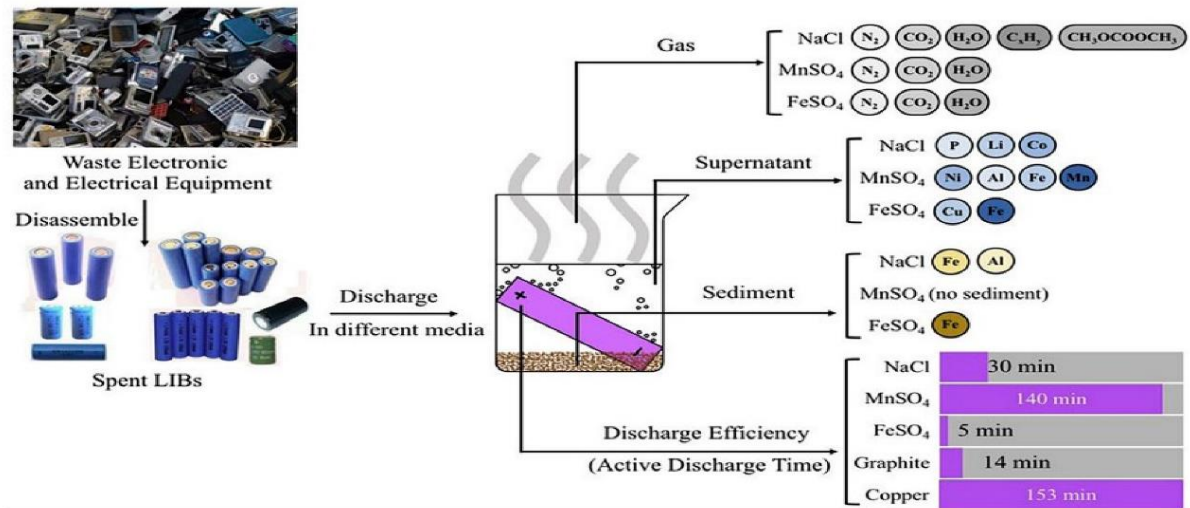 Waste Electronic
and Electrical Equipment
Disassemble
Spent LIBs
Discharge
In different media
+
-
Gas
NaCl N₂ CO₂ H₂O CₓHᵧ CH₃OCOOCH₃
MnSO₄ N₂ CO₂ H₂O
FeSO₄ N₂ CO₂ H₂O
Supernatant
NaCl P Li Co
MnSO₄ Ni Al Fe Mn
FeSO₄ Cu Fe
Sediment
NaCl Fe Al
MnSO₄ (no sediment)
FeSO₄ Fe
Discharge Efficiency
(Active Discharge Time)
NaCl 30 min
MnSO₄ 140 min
FeSO₄ 5 min
Graphite 14 min
Copper 153 min